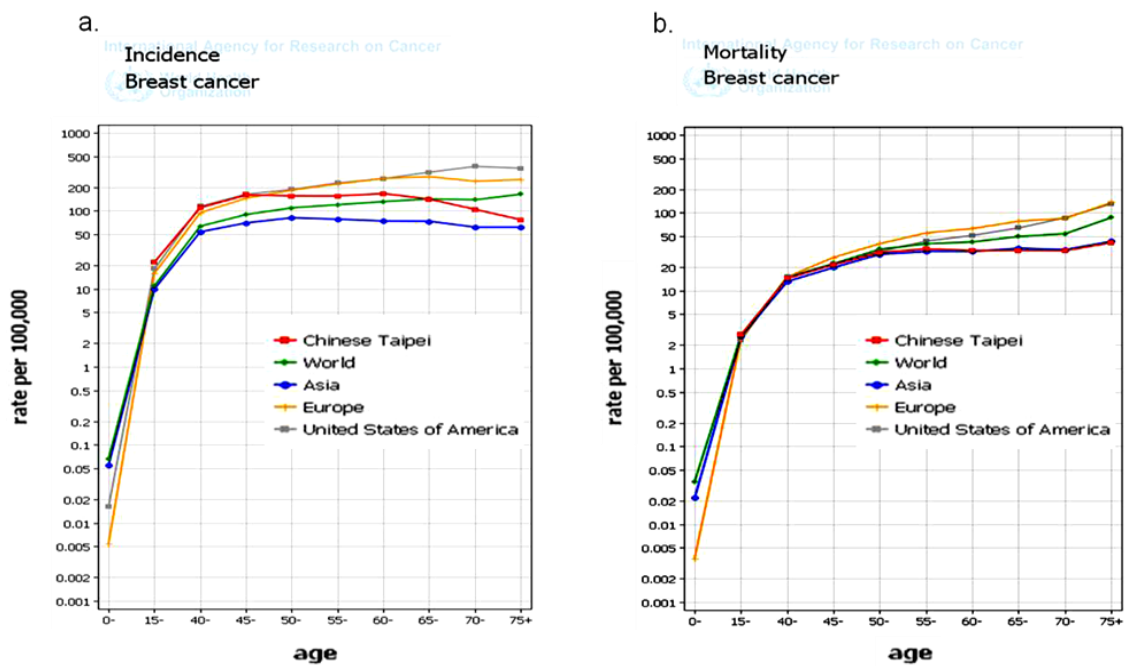 a.
International Agency for Research on Cancer
Incidence
Breast cancer
World Health
Organization
1000
500
200
100
50
20
10
5
2
1
0.5
0.2
0.1
0.05
0.02
0.01
0.005
0.002
0.001
rate per 100,000
Chinese Taipei
World
Asia
Europe
United States of America
0- 15- 40- 45- 50- 55- 60- 65- 70- 75+
age
b.
International Agency for Research on Cancer
Mortality
Breast cancer
World Health
Organization
1000
500
200
100
50
20
10
5
2
1
0.5
0.2
0.1
0.05
0.02
0.01
0.005
0.002
0.001
rate per 100,000
Chinese Taipei
World
Asia
Europe
United States of America
0- 15- 40- 45- 50- 55- 60- 65- 70- 75+
age